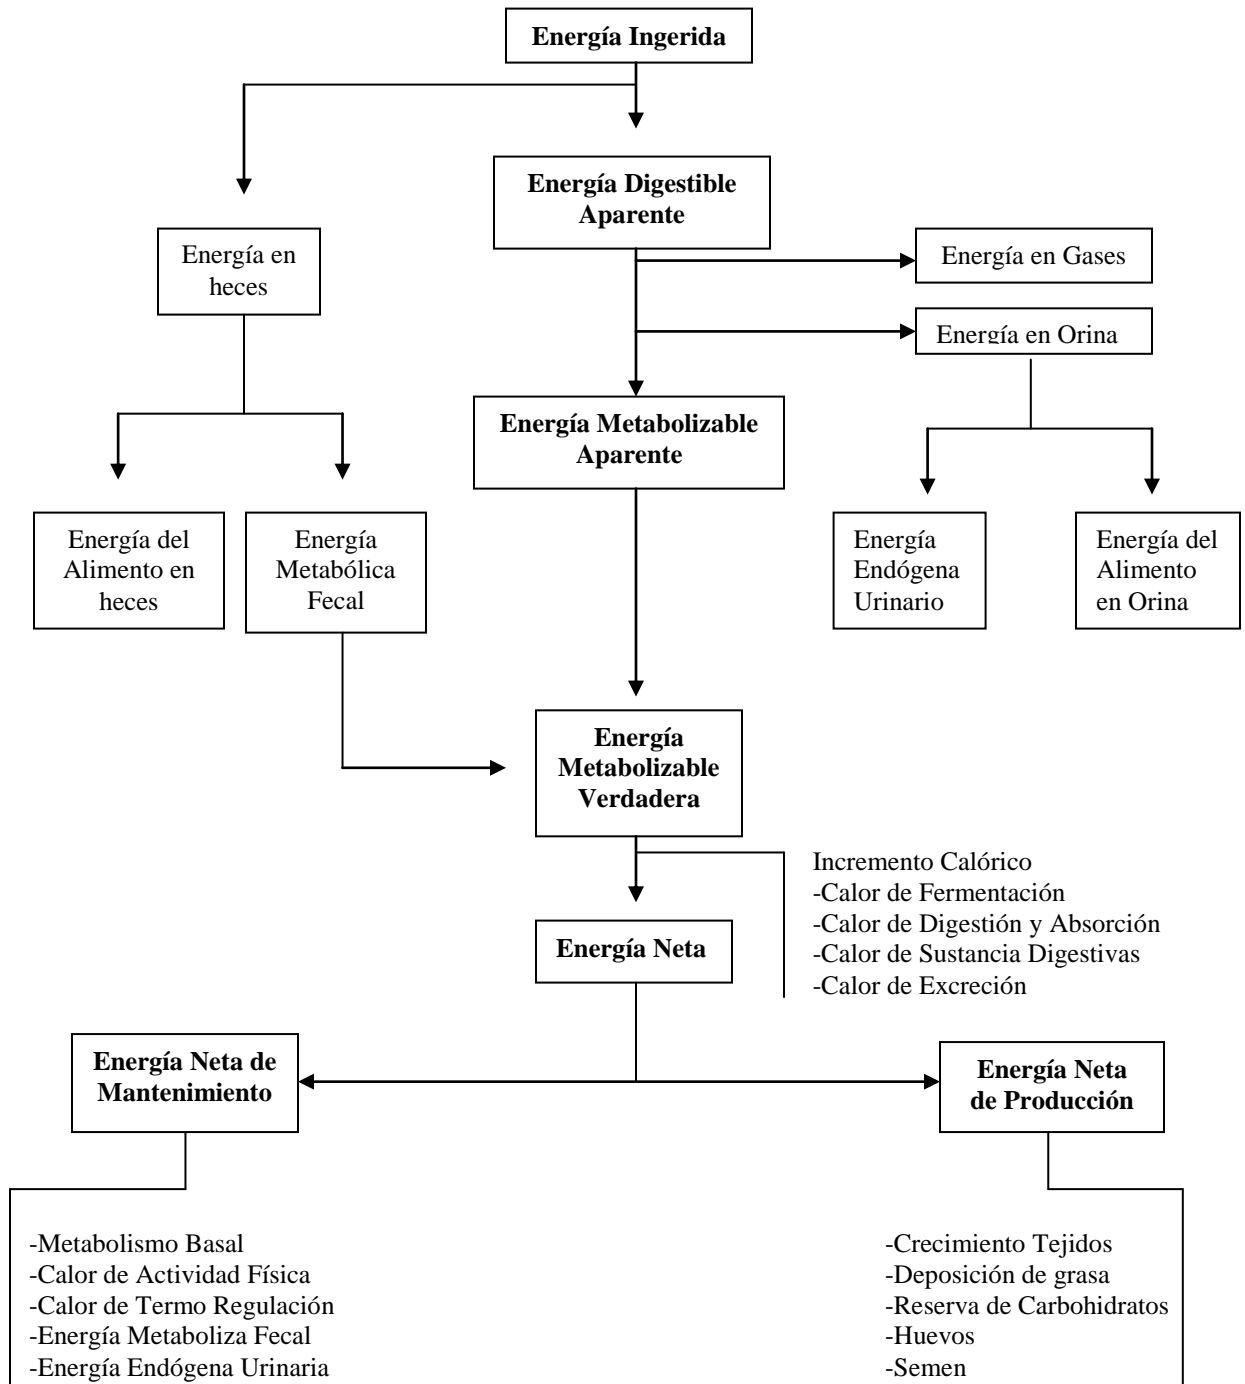 Energía Ingerida
Energía Digestible
Aparente
Energía en
heces
Energía en Gases
Energía en Orina
Energía Metabolizable
Aparente
Energía del
Alimento en
heces
Energía
Metabólica
Fecal
Energía
Endógena
Urinario
Energía del
Alimento
en Orina
Energía
Metabolizable
Verdadera
Incremento Calórico
-Calor de Fermentación
-Calor de Digestión y Absorción
-Calor de Sustancia Digestivas
-Calor de Excreción
Energía Neta
Energía Neta de
Mantenimiento
Energía Neta
de Producción
-Metabolismo Basal
-Calor de Actividad Física
-Calor de Termo Regulación
-Energía Metaboliza Fecal
-Energía Endógena Urinaria
-Crecimiento Tejidos
-Deposición de grasa
-Reserva de Carbohidratos
-Huevos
-Semen